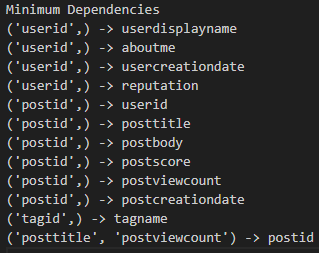 Minimum Dependencies
('userid',) -> userdisplayname
('userid',) -> aboutme
('userid',) -> usercreationdate
('userid',) -> reputation
('postid',) -> userid
('postid',) -> posttitle
('postid',) -> postbody
('postid',) -> postscore
('postid',) -> postviewcount
('postid',) -> postcreationdate
('tagid',) -> tagname
('posttitle', 'postviewcount') -> postid